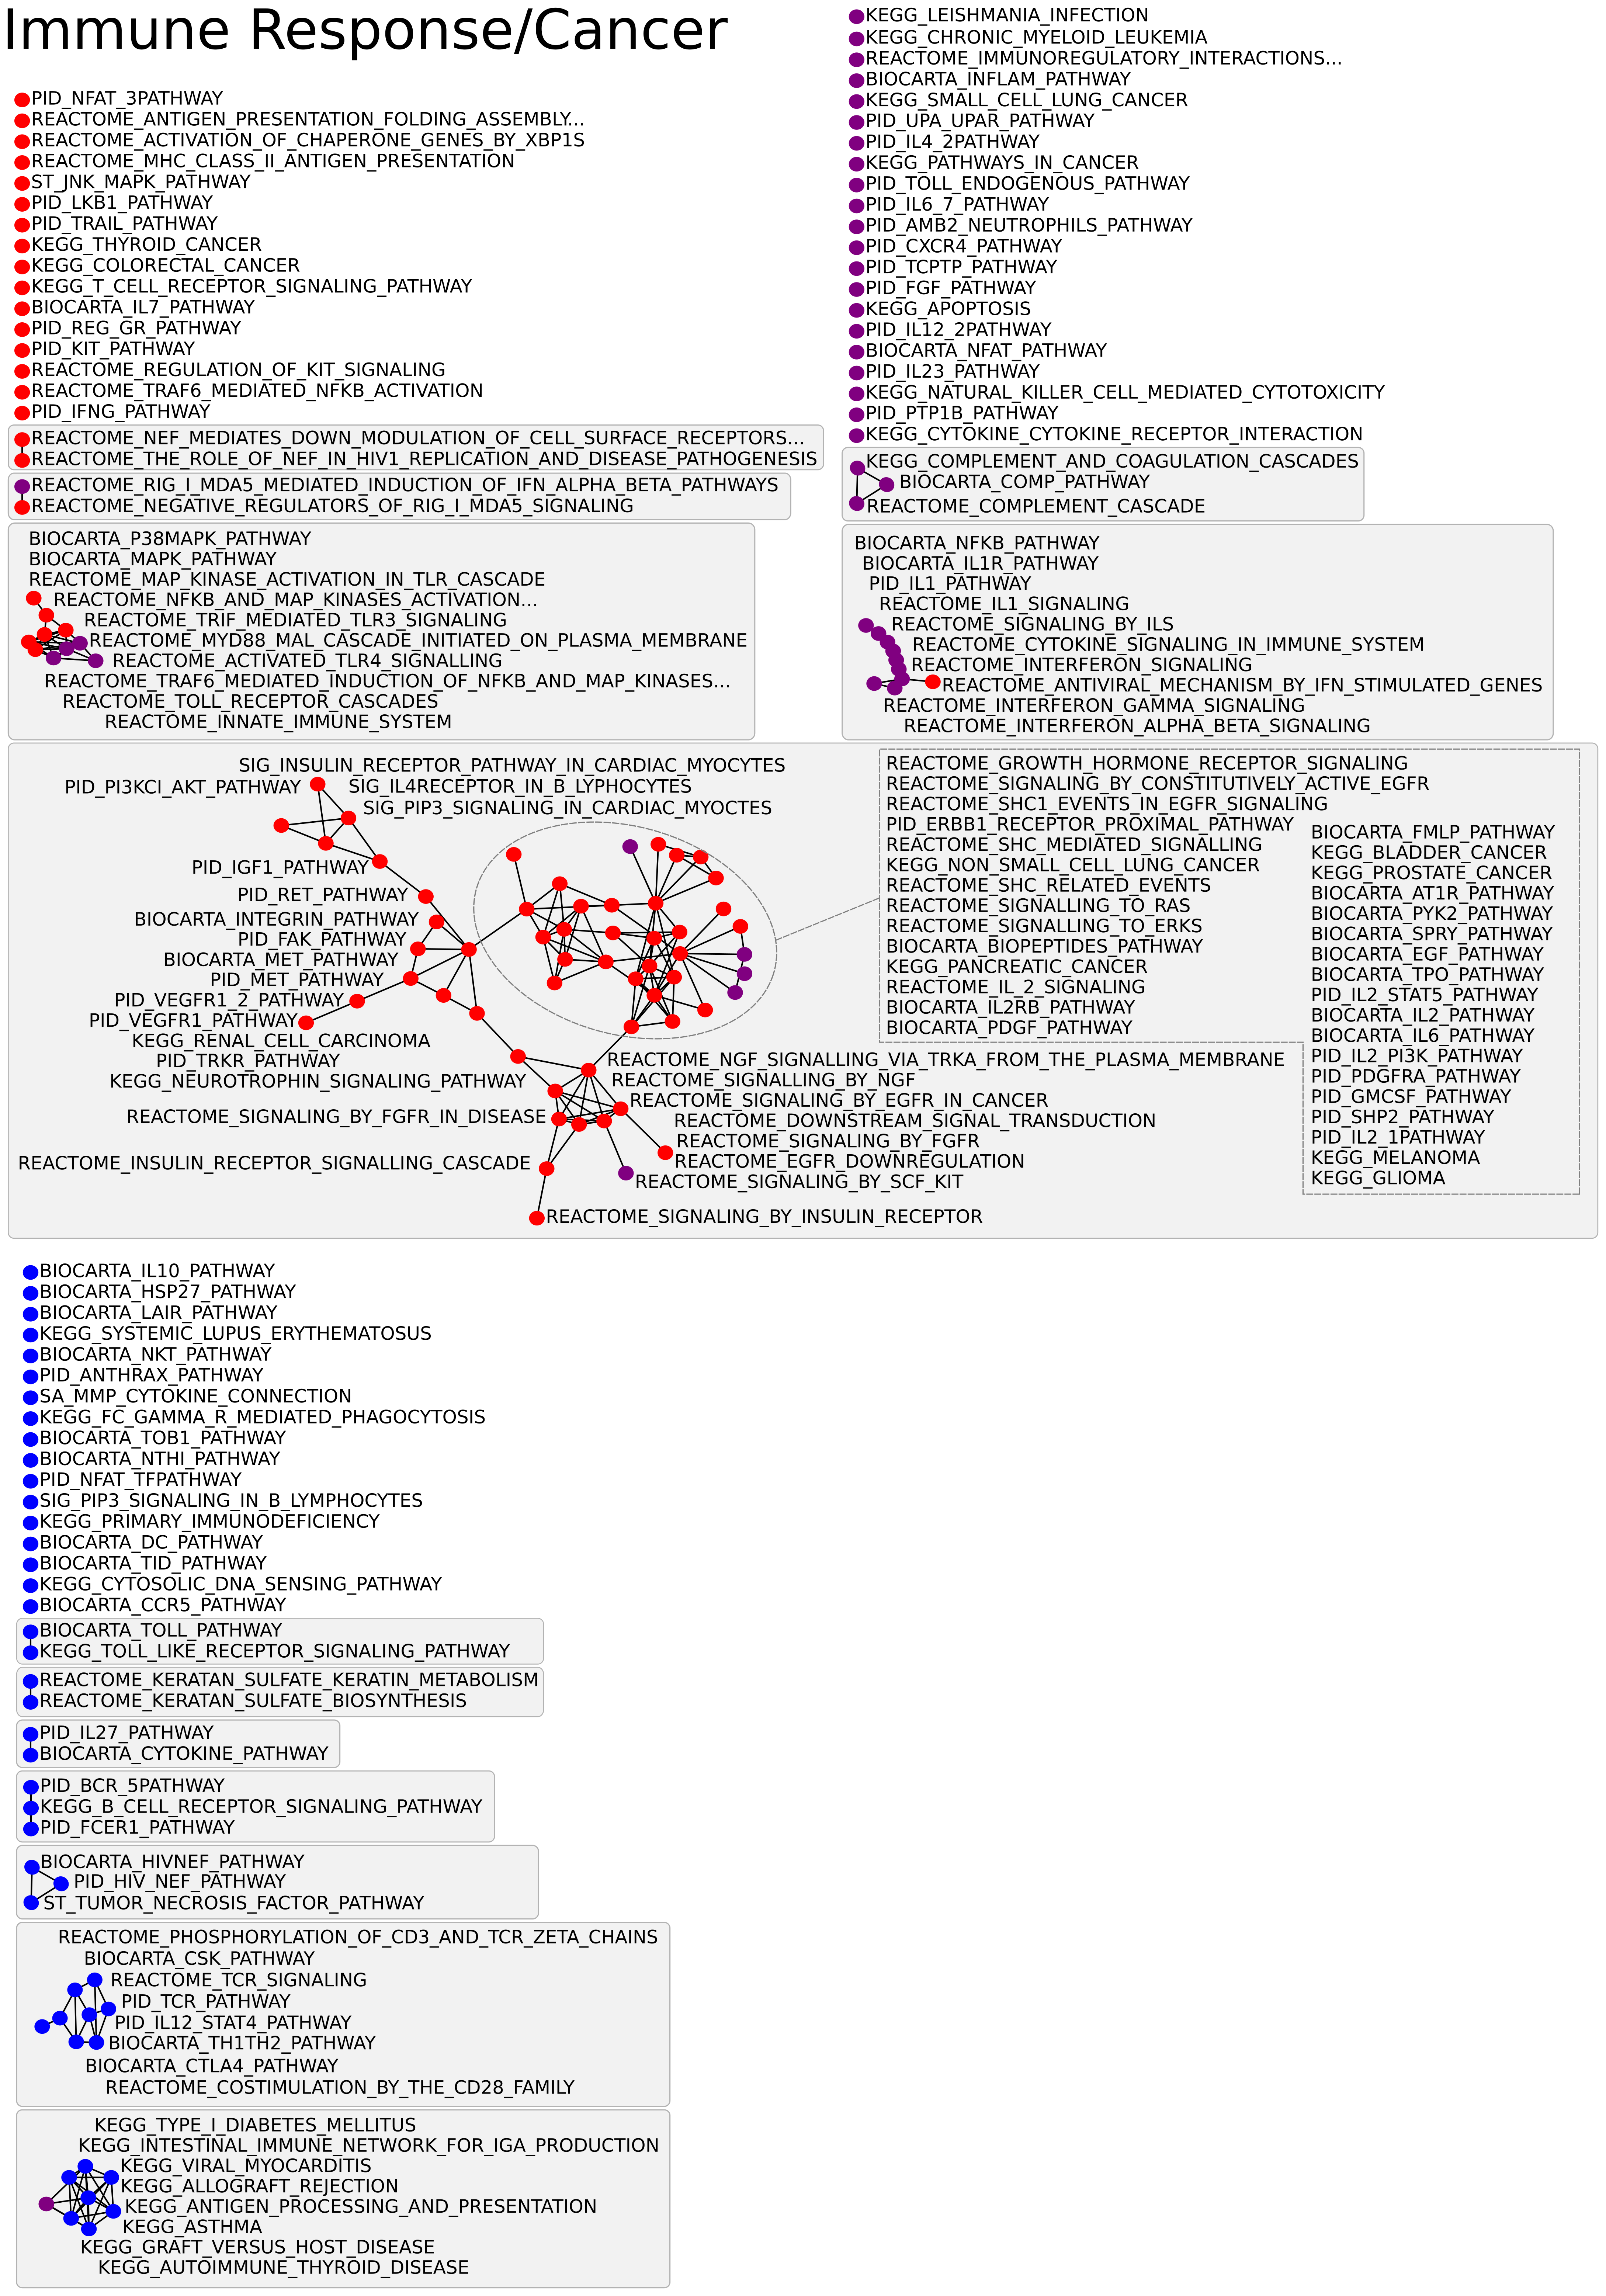 Immune Response/Cancer
PID_NFAT_3PATHWAY
REACTOME_ANTIGEN_PRESENTATION_FOLDING_ASSEMBLY...
REACTOME_ACTIVATION_OF_CHAPERONE_GENES_BY_XBP1S
REACTOME_MHC_CLASS_II_ANTIGEN_PRESENTATION
ST_JNK_MAPK_PATHWAY
PID_LKB1_PATHWAY
PID_TRAIL_PATHWAY
KEGG_THYROID_CANCER
KEGG_COLORECTAL_CANCER
KEGG_T_CELL_RECEPTOR_SIGNALING_PATHWAY
BIOCARTA_IL7_PATHWAY
PID_REG_GR_PATHWAY
PID_KIT_PATHWAY
REACTOME_REGULATION_OF_KIT_SIGNALING
REACTOME_TRAF6_MEDIATED_NFKB_ACTIVATION
PID_IFNG_PATHWAY
REACTOME_NEF_MEDIATES_DOWN_MODULATION_OF_CELL_SURFACE_RECEPTORS...
REACTOME_THE_ROLE_OF_NEF_IN_HIV1_REPLICATION_AND_DISEASE_PATHOGENESIS
REACTOME_RIG_I_MDA5_MEDIATED_INDUCTION_OF_IFN_ALPHA_BETA_PATHWAYS
REACTOME_NEGATIVE_REGULATORS_OF_RIG_I_MDA5_SIGNALING
BIOCARTA_P38MAPK_PATHWAY
BIOCARTA_MAPK_PATHWAY
REACTOME_MAP_KINASE_ACTIVATION_IN_TLR_CASCADE
REACTOME_NFKB_AND_MAP_KINASES_ACTIVATION...
REACTOME_TRIF_MEDIATED_TLR3_SIGNALING
REACTOME_MYD88_MAL_CASCADE_INITIATED_ON_PLASMA_MEMBRANE
REACTOME_ACTIVATED_TLR4_SIGNALLING
REACTOME_TRAF6_MEDIATED_INDUCTION_OF_NFKB_AND_MAP_KINASES...
REACTOME_TOLL_RECEPTOR_CASCADES
REACTOME_INNATE_IMMUNE_SYSTEM
KEGG_LEISHMANIA_INFECTION
KEGG_CHRONIC_MYELOID_LEUKEMIA
REACTOME_IMMUNOREGULATORY_INTERACTIONS...
BIOCARTA_INFLAM_PATHWAY
KEGG_SMALL_CELL_LUNG_CANCER
PID_UPA_UPAR_PATHWAY
PID_IL4_2PATHWAY
KEGG_PATHWAYS_IN_CANCER
PID_TOLL_ENDOGENOUS_PATHWAY
PID_IL6_7_PATHWAY
PID_AMB2_NEUTROPHILS_PATHWAY
PID_CXCR4_PATHWAY
PID_TCPTP_PATHWAY
PID_FGF_PATHWAY
KEGG_APOPTOSIS
PID_IL12_2PATHWAY
BIOCARTA_NFAT_PATHWAY
PID_IL23_PATHWAY
KEGG_NATURAL_KILLER_CELL_MEDIATED_CYTOTOXICITY
PID_PTP1B_PATHWAY
KEGG_CYTOKINE_CYTOKINE_RECEPTOR_INTERACTION
KEGG_COMPLEMENT_AND_COAGULATION_CASCADES
BIOCARTA_COMP_PATHWAY
REACTOME_COMPLEMENT_CASCADE
BIOCARTA_NFKB_PATHWAY
BIOCARTA_IL1R_PATHWAY
PID_IL1_PATHWAY
REACTOME_IL1_SIGNALING
REACTOME_SIGNALING_BY_ILS
REACTOME_CYTOKINE_SIGNALING_IN_IMMUNE_SYSTEM
REACTOME_INTERFERON_SIGNALING
REACTOME_ANTIVIRAL_MECHANISM_BY_IFN_STIMULATED_GENES
REACTOME_INTERFERON_GAMMA_SIGNALING
REACTOME_INTERFERON_ALPHA_BETA_SIGNALING
SIG_INSULIN_RECEPTOR_PATHWAY_IN_CARDIAC_MYOCYTES
PID_PI3KCI_AKT_PATHWAY
SIG_IL4RECEPTOR_IN_B_LYPHOCYTES
SIG_PIP3_SIGNALING_IN_CARDIAC_MYOCTES
PID_IGF1_PATHWAY
PID_RET_PATHWAY
BIOCARTA_INTEGRIN_PATHWAY
PID_FAK_PATHWAY
BIOCARTA_MET_PATHWAY
PID_MET_PATHWAY
PID_VEGFR1_2_PATHWAY
PID_VEGFR1_PATHWAY
KEGG_RENAL_CELL_CARCINOMA
PID_TRKR_PATHWAY
KEGG_NEUROTROPHIN_SIGNALING_PATHWAY
REACTOME_SIGNALING_BY_FGFR_IN_DISEASE
REACTOME_INSULIN_RECEPTOR_SIGNALLING_CASCADE
REACTOME_NGF_SIGNALLING_VIA_TRKA_FROM_THE_PLASMA_MEMBRANE
REACTOME_SIGNALLING_BY_NGF
REACTOME_SIGNALING_BY_EGFR_IN_CANCER
REACTOME_DOWNSTREAM_SIGNAL_TRANSDUCTION
REACTOME_SIGNALING_BY_FGFR
REACTOME_EGFR_DOWNREGULATION
REACTOME_SIGNALING_BY_SCF_KIT
REACTOME_SIGNALING_BY_INSULIN_RECEPTOR
REACTOME_GROWTH_HORMONE_RECEPTOR_SIGNALING
REACTOME_SIGNALING_BY_CONSTITUTIVELY_ACTIVE_EGFR
REACTOME_SHC1_EVENTS_IN_EGFR_SIGNALING
PID_ERBB1_RECEPTOR_PROXIMAL_PATHWAY
REACTOME_SHC_MEDIATED_SIGNALLING
KEGG_NON_SMALL_CELL_LUNG_CANCER
REACTOME_SHC_RELATED_EVENTS
REACTOME_SIGNALLING_TO_RAS
REACTOME_SIGNALLING_TO_ERKS
BIOCARTA_BIOPEPTIDES_PATHWAY
KEGG_PANCREATIC_CANCER
REACTOME_IL_2_SIGNALING
BIOCARTA_IL2RB_PATHWAY
BIOCARTA_PDGF_PATHWAY
BIOCARTA_FMLP_PATHWAY
KEGG_BLADDER_CANCER
KEGG_PROSTATE_CANCER
BIOCARTA_AT1R_PATHWAY
BIOCARTA_PYK2_PATHWAY
BIOCARTA_SPRY_PATHWAY
BIOCARTA_EGF_PATHWAY
BIOCARTA_TPO_PATHWAY
PID_IL2_STAT5_PATHWAY
BIOCARTA_IL2_PATHWAY
BIOCARTA_IL6_PATHWAY
PID_IL2_PI3K_PATHWAY
PID_PDGFRA_PATHWAY
PID_GMCSF_PATHWAY
PID_SHP2_PATHWAY
PID_IL2_1PATHWAY
KEGG_MELANOMA
KEGG_GLIOMA
BIOCARTA_IL10_PATHWAY
BIOCARTA_HSP27_PATHWAY
BIOCARTA_LAIR_PATHWAY
KEGG_SYSTEMIC_LUPUS_ERYTHEMATOSUS
BIOCARTA_NKT_PATHWAY
PID_ANTHRAX_PATHWAY
SA_MMP_CYTOKINE_CONNECTION
KEGG_FC_GAMMA_R_MEDIATED_PHAGOCYTOSIS
BIOCARTA_TOB1_PATHWAY
BIOCARTA_NTHI_PATHWAY
PID_NFAT_TFPATHWAY
SIG_PIP3_SIGNALING_IN_B_LYMPHOCYTES
KEGG_PRIMARY_IMMUNODEFICIENCY
BIOCARTA_DC_PATHWAY
BIOCARTA_TID_PATHWAY
KEGG_CYTOSOLIC_DNA_SENSING_PATHWAY
BIOCARTA_CCR5_PATHWAY
BIOCARTA_TOLL_PATHWAY
KEGG_TOLL_LIKE_RECEPTOR_SIGNALING_PATHWAY
REACTOME_KERATAN_SULFATE_KERATIN_METABOLISM
REACTOME_KERATAN_SULFATE_BIOSYNTHESIS
PID_IL27_PATHWAY
BIOCARTA_CYTOKINE_PATHWAY
PID_BCR_5PATHWAY
KEGG_B_CELL_RECEPTOR_SIGNALING_PATHWAY
PID_FCER1_PATHWAY
BIOCARTA_HIVNEF_PATHWAY
PID_HIV_NEF_PATHWAY
ST_TUMOR_NECROSIS_FACTOR_PATHWAY
REACTOME_PHOSPHORYLATION_OF_CD3_AND_TCR_ZETA_CHAINS
BIOCARTA_CSK_PATHWAY
REACTOME_TCR_SIGNALING
PID_TCR_PATHWAY
PID_IL12_STAT4_PATHWAY
BIOCARTA_TH1TH2_PATHWAY
BIOCARTA_CTLA4_PATHWAY
REACTOME_COSTIMULATION_BY_THE_CD28_FAMILY
KEGG_TYPE_I_DIABETES_MELLITUS
KEGG_INTESTINAL_IMMUNE_NETWORK_FOR_IGA_PRODUCTION
KEGG_VIRAL_MYOCARDITIS
KEGG_ALLOGRAFT_REJECTION
KEGG_ANTIGEN_PROCESSING_AND_PRESENTATION
KEGG_ASTHMA
KEGG_GRAFT_VERSUS_HOST_DISEASE
KEGG_AUTOIMMUNE_THYROID_DISEASE